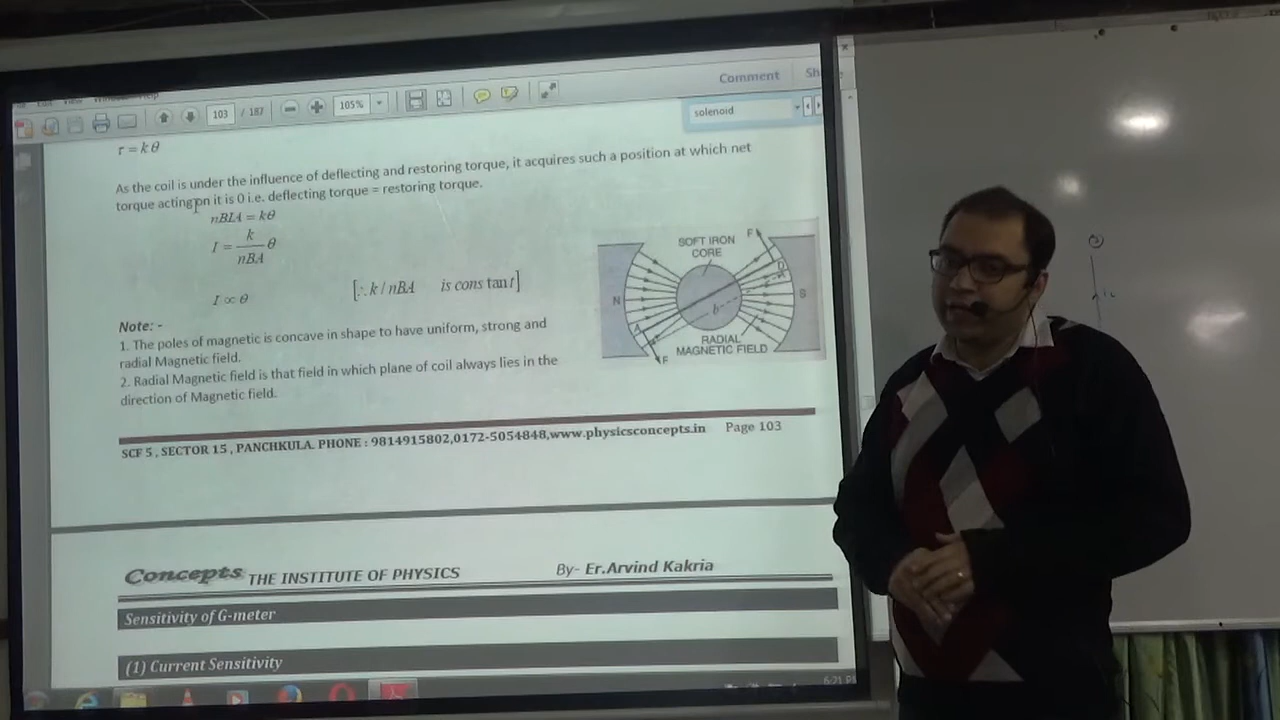 Comment
Sh
103 / 187
105%
solenoid
τ = k θ
As the coil is under the influence of deflecting and restoring torque, it acquires such a position at which net
torque acting on it is 0 i.e. deflecting torque = restoring torque.
nBIA = kθ
I = k/nBA θ
I ∝ θ [∴ k / nBA is cons tan t]
Note: -
1. The poles of magnetic is concave in shape to have uniform, strong and
radial Magnetic field.
2. Radial Magnetic field is that field in which plane of coil always lies in the
direction of Magnetic field.
SOFT IRON
CORE
F
D
N
b
S
A
RADIAL
MAGNETIC FIELD
F
SCF 5 , SECTOR 15 , PANCHKULA. PHONE : 9814915802,0172-5054848,www.physicsconcepts.in Page 103
Concepts THE INSTITUTE OF PHYSICS By- Er.Arvind Kakria
Sensitivity of G-meter
(1) Current Sensitivity